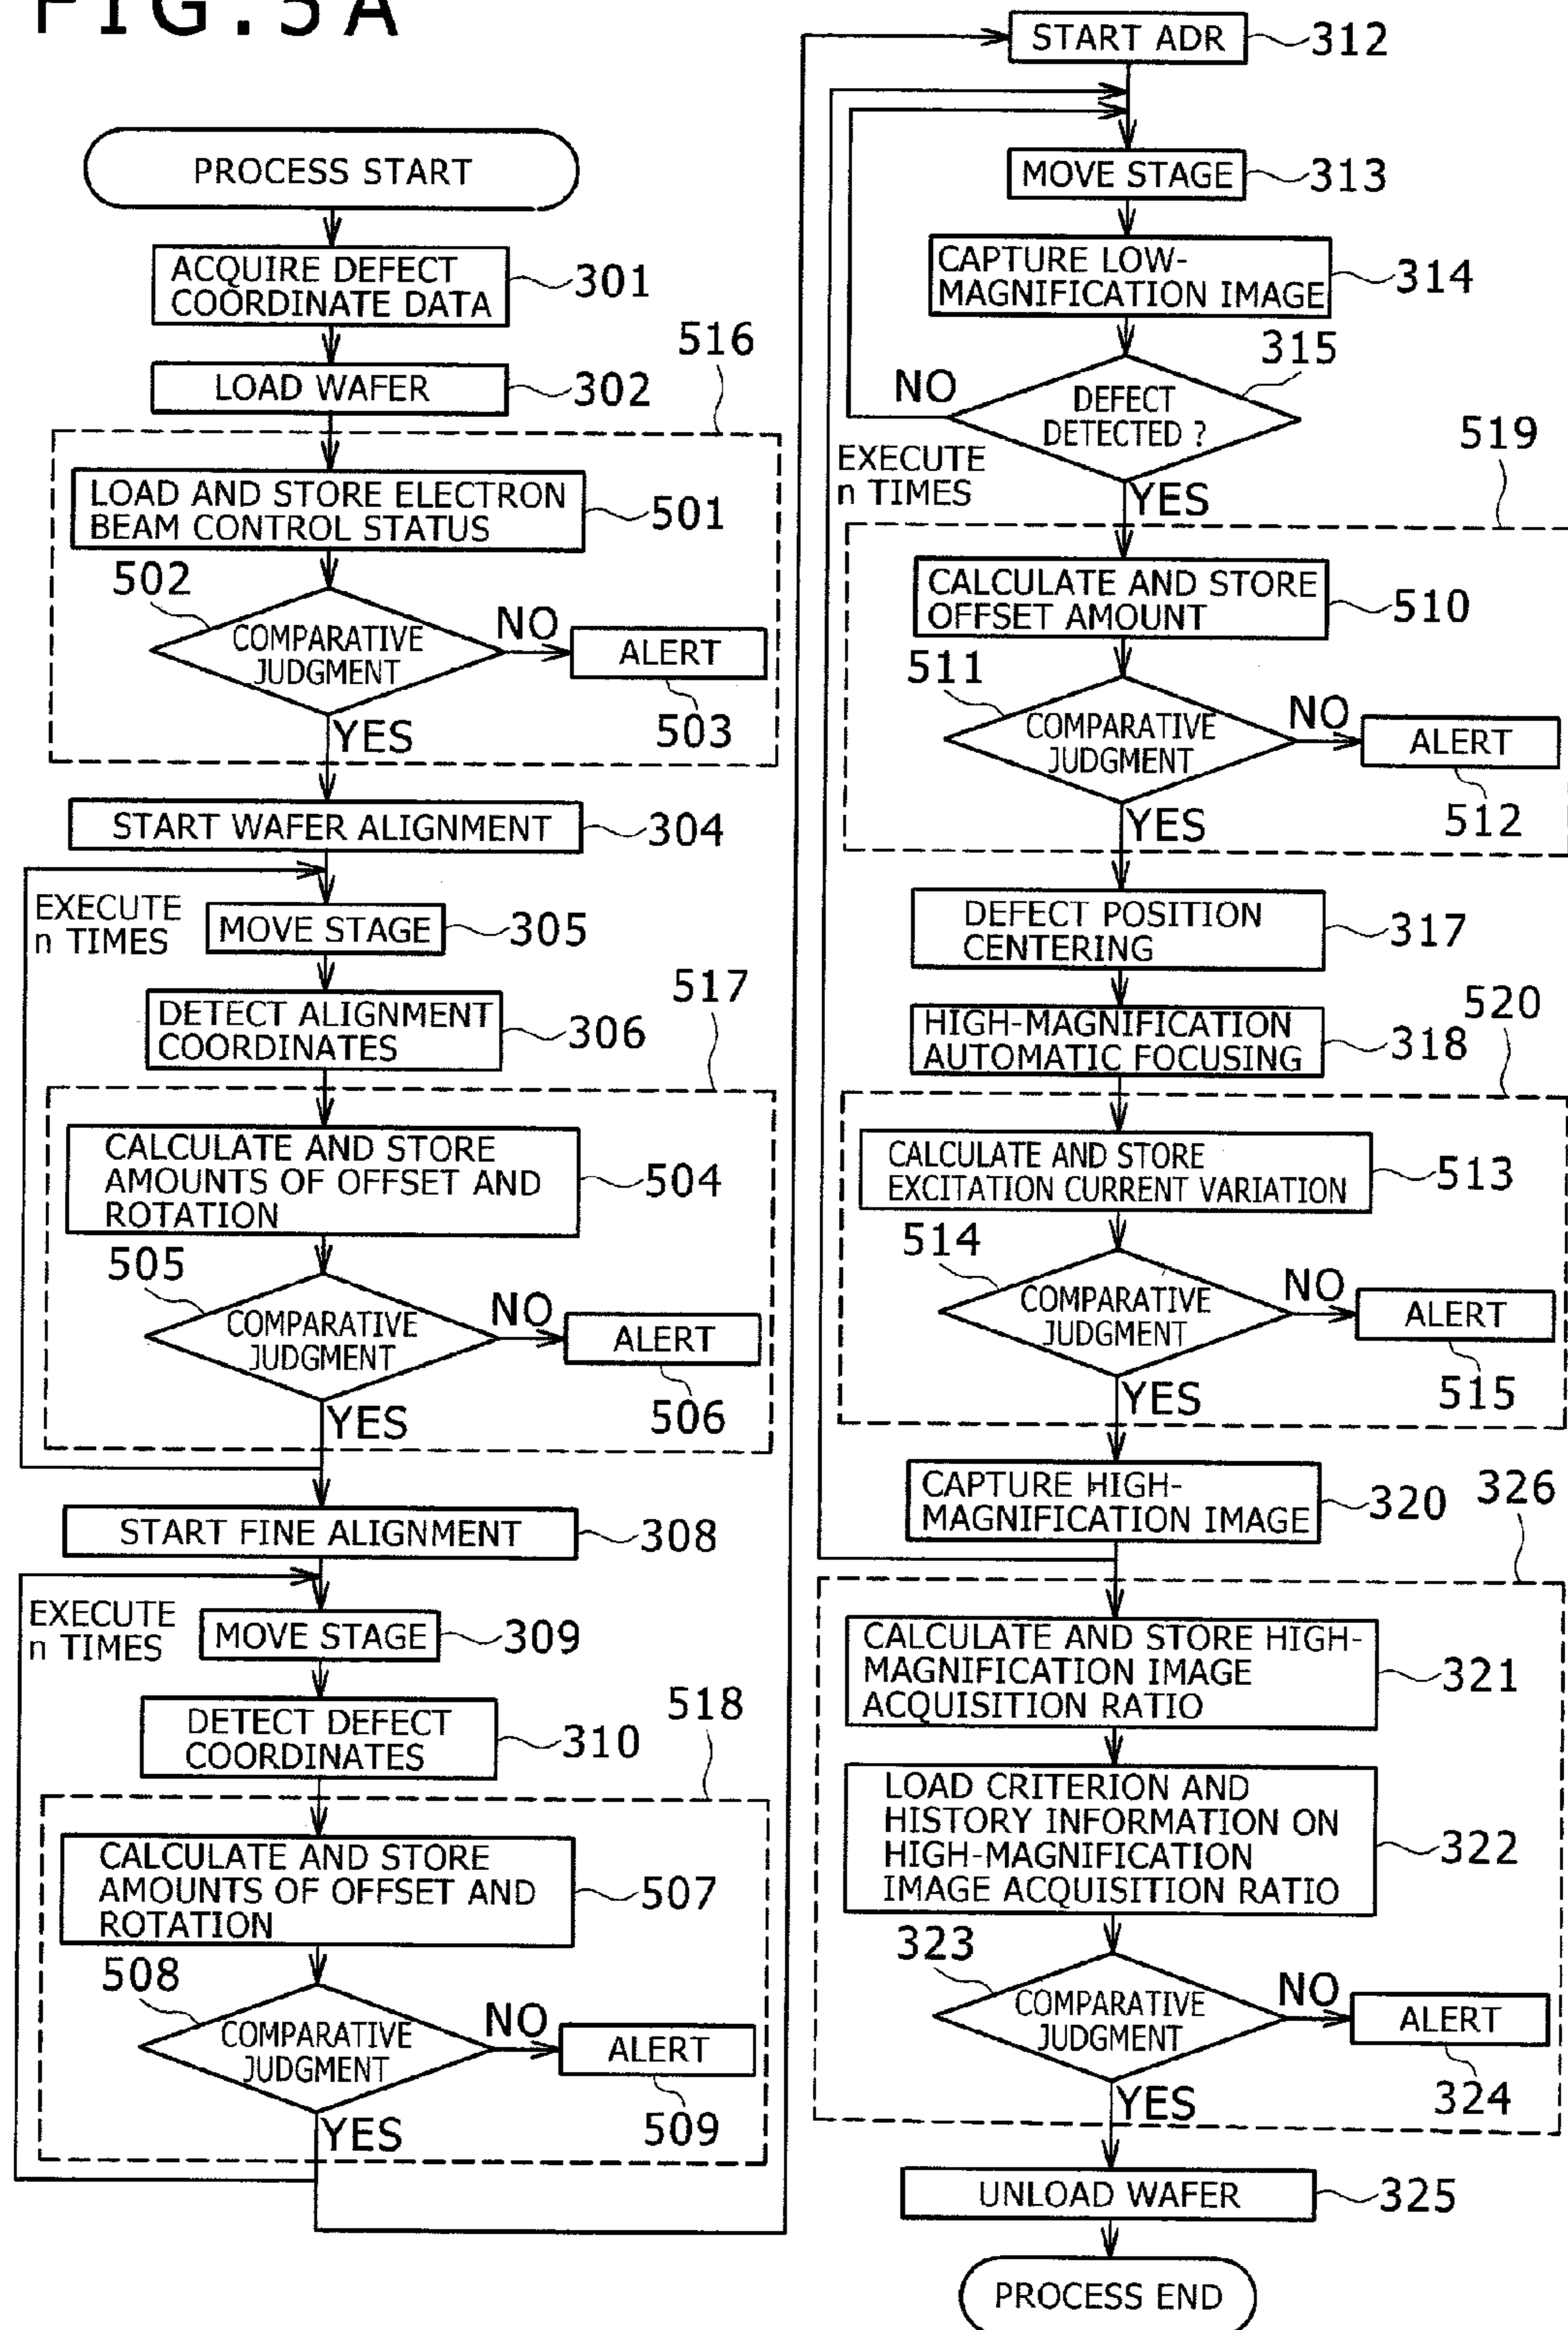 FIG.5A
PROCESS START
ACQUIRE DEFECT
COORDINATE DATA
301
LOAD WAFER
302
516
LOAD AND STORE ELECTRON
BEAM CONTROL STATUS
501
502
COMPARATIVE
JUDGMENT
NO
ALERT
503
YES
START WAFER ALIGNMENT
304
EXECUTE
n TIMES
MOVE STAGE
305
DETECT ALIGNMENT
COORDINATES
306
517
CALCULATE AND STORE
AMOUNTS OF OFFSET AND
ROTATION
504
505
COMPARATIVE
JUDGMENT
NO
ALERT
506
YES
START FINE ALIGNMENT
308
EXECUTE
n TIMES
MOVE STAGE
309
DETECT DEFECT
COORDINATES
310
518
CALCULATE AND STORE
AMOUNTS OF OFFSET AND
ROTATION
507
508
COMPARATIVE
JUDGMENT
NO
ALERT
509
YES
START ADR
312
MOVE STAGE
313
CAPTURE LOW-
MAGNIFICATION IMAGE
314
315
NO
DEFECT
DETECTED ?
EXECUTE
n TIMES
YES
519
CALCULATE AND STORE
OFFSET AMOUNT
510
511
COMPARATIVE
JUDGMENT
NO
ALERT
512
YES
DEFECT POSITION
CENTERING
317
HIGH-MAGNIFICATION
AUTOMATIC FOCUSING
318
520
CALCULATE AND STORE
EXCITATION CURRENT VARIATION
513
514
COMPARATIVE
JUDGMENT
NO
ALERT
515
YES
CAPTURE HIGH-
MAGNIFICATION IMAGE
320
326
CALCULATE AND STORE HIGH-
MAGNIFICATION IMAGE
ACQUISITION RATIO
321
LOAD CRITERION AND
HISTORY INFORMATION ON
HIGH-MAGNIFICATION
IMAGE ACQUISITION RATIO
322
323
COMPARATIVE
JUDGMENT
NO
ALERT
324
YES
UNLOAD WAFER
325
PROCESS END